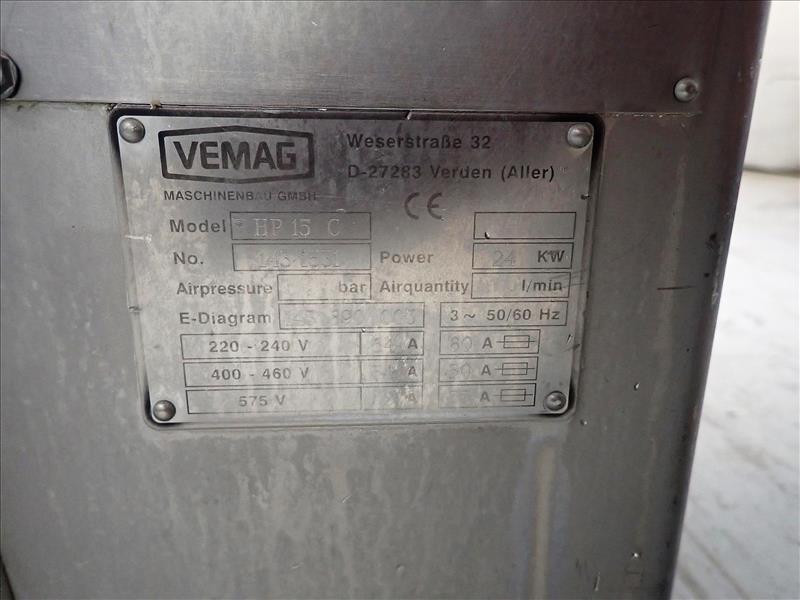 VEMAG
Weserstraße 32
D-27283 Verden (Aller)
MASCHINENBAU GMBH
CE
Model HP 15 C
No. Power 24 KW
Airpressure bar Airquantity l/min
E-Diagram 3 ~ 50/60 Hz
220 - 240 V A 80 A
400 - 460 V A 50 A
575 V A A